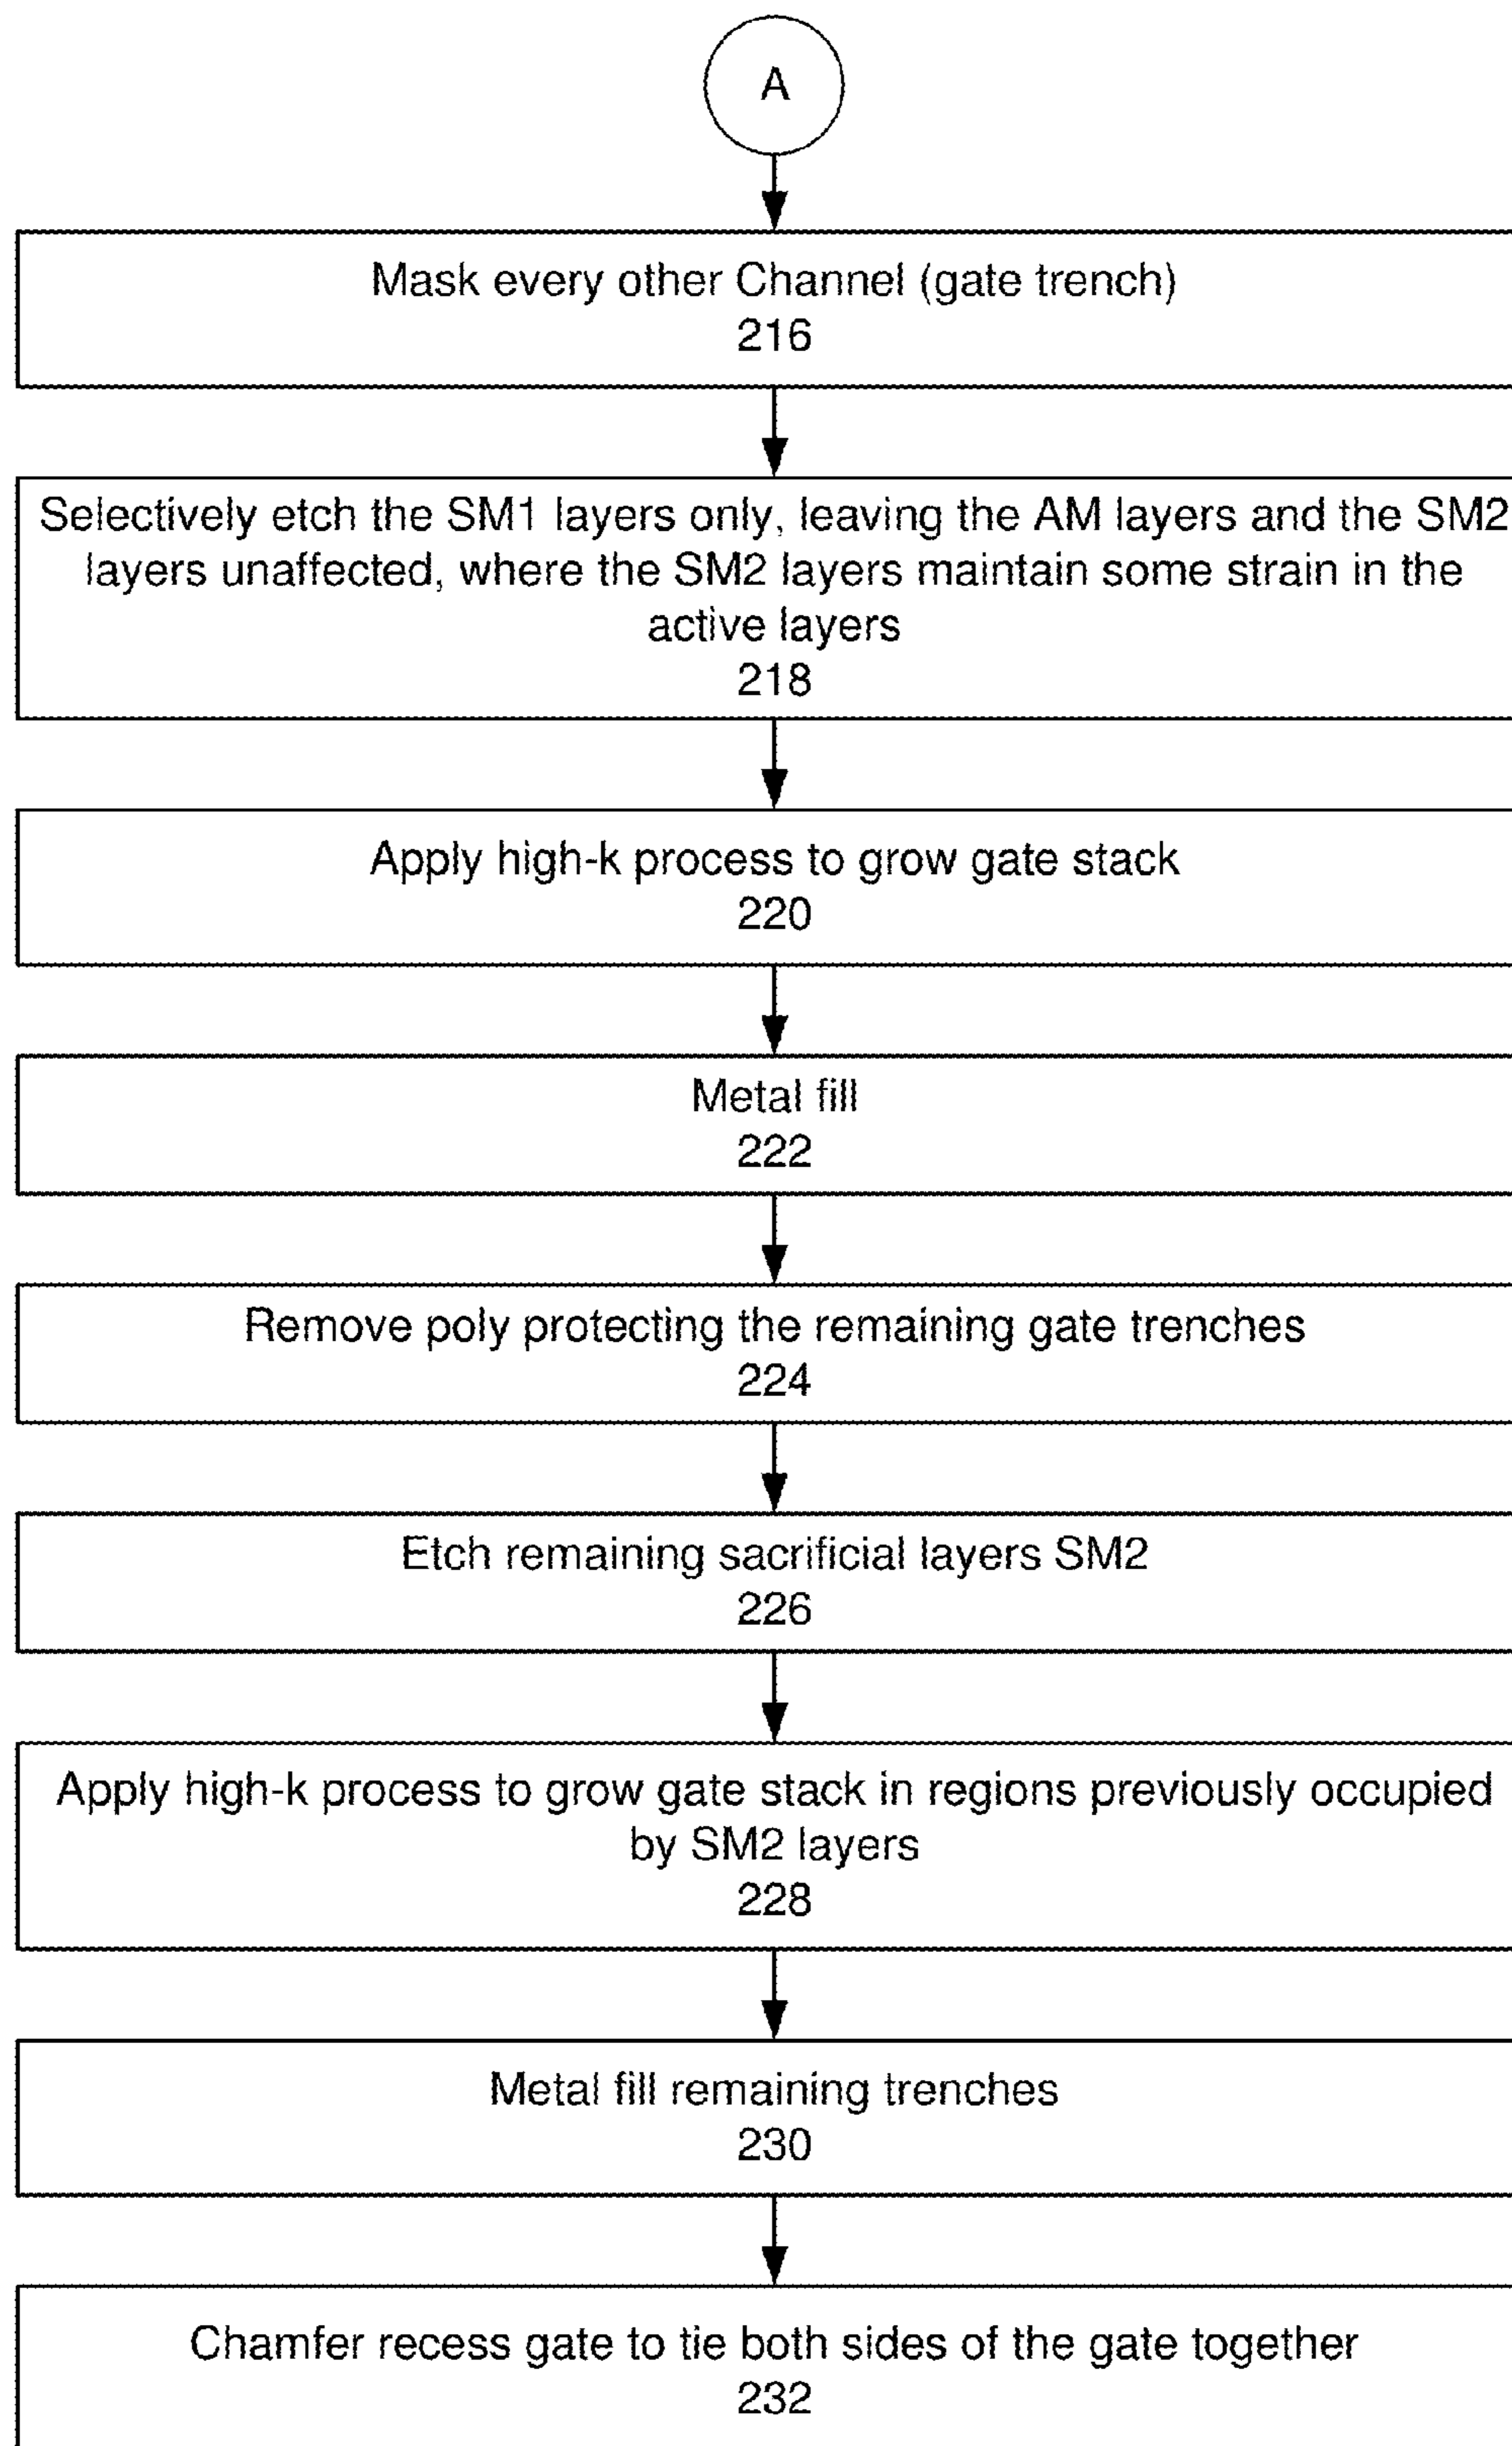 A
Mask every other Channel (gate trench)
216
Selectively etch the SM1 layers only, leaving the AM layers and the SM2
layers unaffected, where the SM2 layers maintain some strain in the
active layers
218
Apply high-k process to grow gate stack
220
Metal fill
222
Remove poly protecting the remaining gate trenches
224
Etch remaining sacrificial layers SM2
226
Apply high-k process to grow gate stack in regions previously occupied
by SM2 layers
228
Metal fill remaining trenches
230
Chamfer recess gate to tie both sides of the gate together
232